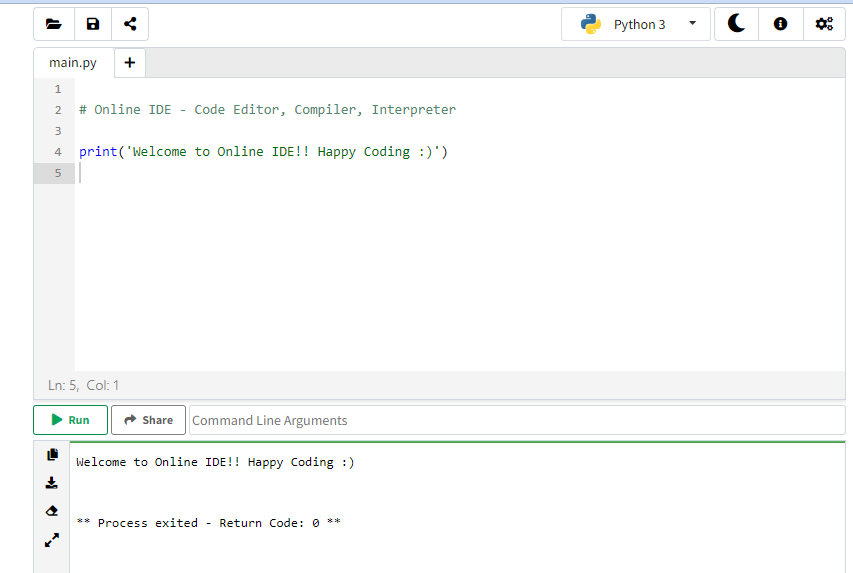 Python 3
main.py
+
1
2 # Online IDE - Code Editor, Compiler, Interpreter
3
4 print('Welcome to Online IDE!! Happy Coding :)')
5
Ln: 5, Col: 1
Run Share Command Line Arguments
Welcome to Online IDE!! Happy Coding :)
** Process exited - Return Code: 0 **